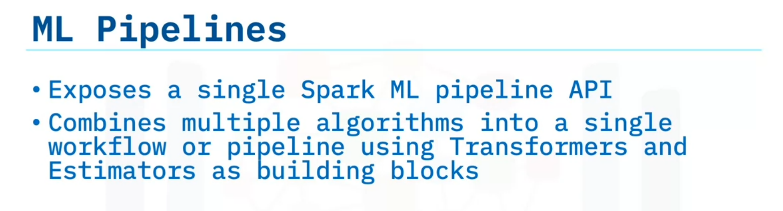 ML Pipelines
• Exposes a single Spark ML pipeline API
• Combines multiple algorithms into a single
workflow or pipeline using Transformers and
Estimators as building blocks